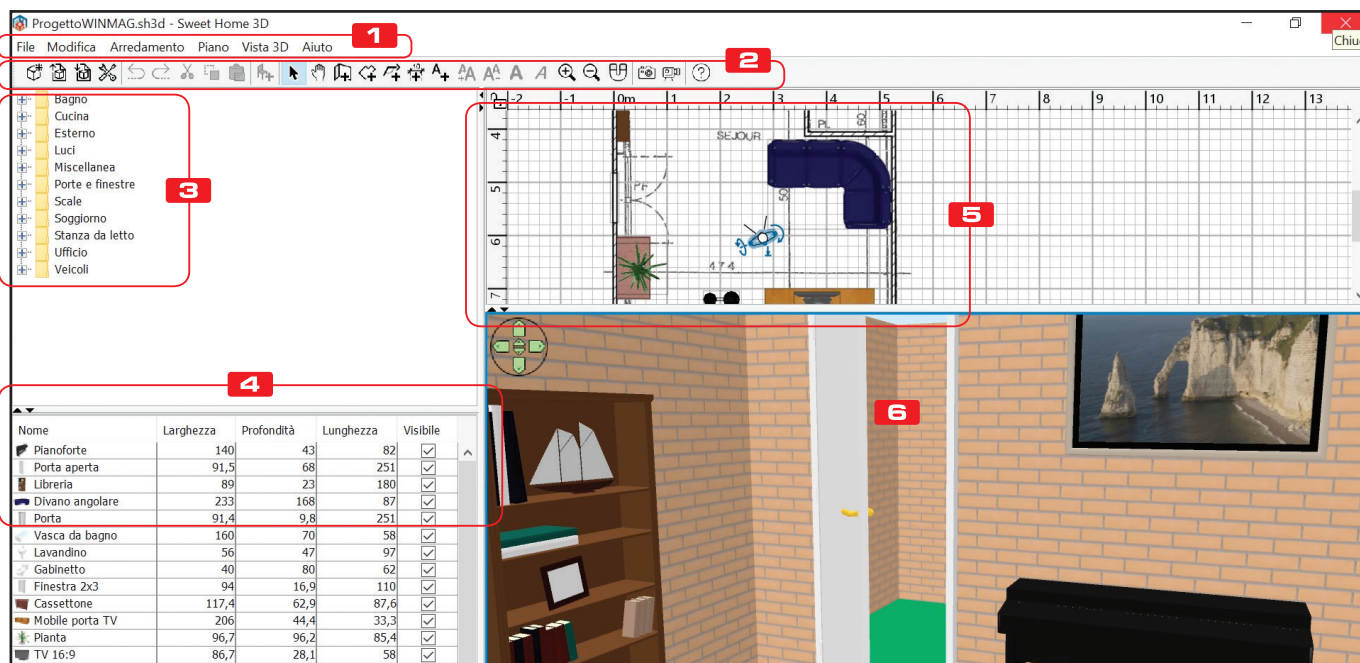 ProgettoWINMAG.sh3d - Sweet Home 3D
File Modifica Arredamento Piano Vista 3D Aiuto
1
Chiu
2
Bagno
Cucina
Esterno
Luci
Miscellanea
Porte e finestre
Scale
Soggiorno
Stanza da letto
Ufficio
Veicoli
3
-2 -1 0m 1 2 3 4 5 6 7 8 9 10 11 12 13
4
5
6
7
PL
60
SEJOUR
PF
50
474
5
4
Nome Larghezza Profondità Lunghezza Visibile
Pianoforte 140 43 82
Porta aperta 91,5 68 251
Libreria 89 23 180
Divano angolare 233 168 87
Porta 91,4 9,8 251
Vasca da bagno 160 70 58
Lavandino 56 47 97
Gabinetto 40 80 62
Finestra 2x3 94 16,9 110
Cassettone 117,4 62,9 87,6
Mobile porta TV 206 44,4 33,3
Pianta 96,7 96,2 85,4
TV 16:9 86,7 28,1 58
6